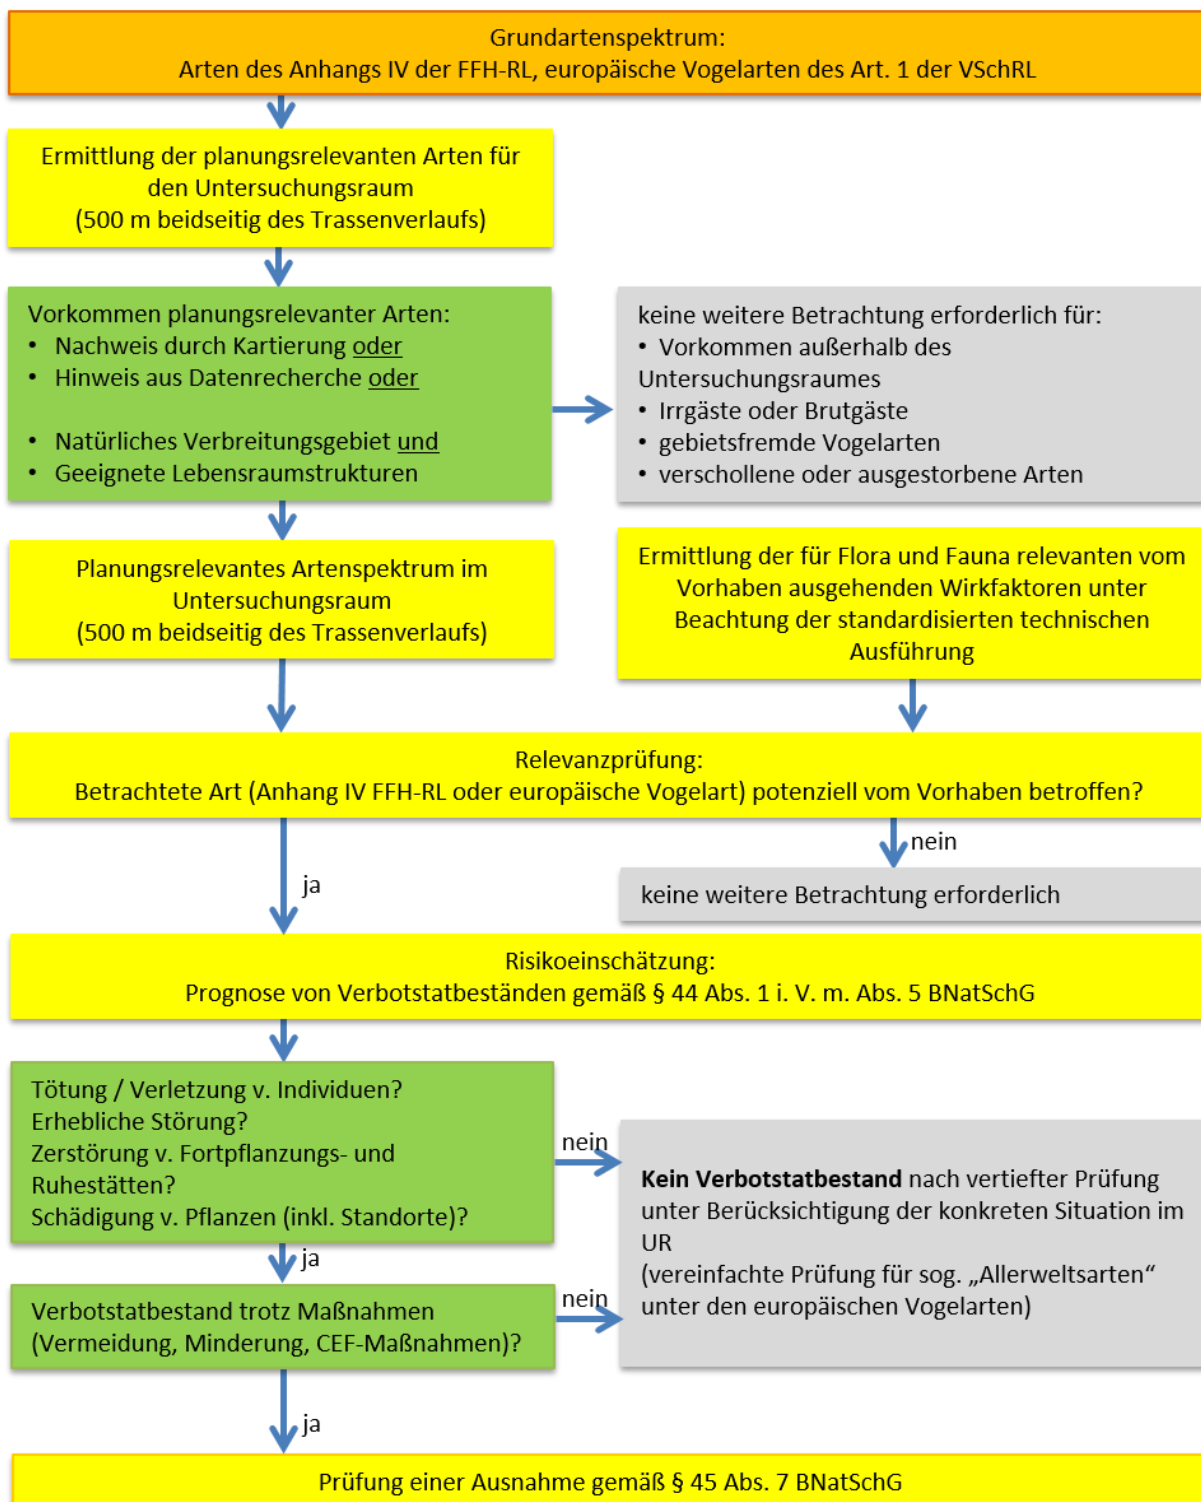 Grundartenspektrum:
Arten des Anhangs IV der FFH-RL, europäische Vogelarten des Art. 1 der VSchRL
Ermittlung der planungsrelevanten Arten für
den Untersuchungsraum
(500 m beidseitig des Trassenverlaufs)
Vorkommen planungsrelevanter Arten:
• Nachweis durch Kartierung oder
• Hinweis aus Datenrecherche oder
• Natürliches Verbreitungsgebiet und
• Geeignete Lebensraumstrukturen
keine weitere Betrachtung erforderlich für:
• Vorkommen außerhalb des
Untersuchungsraumes
• Irrgäste oder Brutgäste
• gebietsfremde Vogelarten
• verschollene oder ausgestorbene Arten
Planungsrelevantes Artenspektrum im
Untersuchungsraum
(500 m beidseitig des Trassenverlaufs)
Ermittlung der für Flora und Fauna relevanten vom
Vorhaben ausgehenden Wirkfaktoren unter
Beachtung der standardisierten technischen
Ausführung
Relevanzprüfung:
Betrachtete Art (Anhang IV FFH-RL oder europäische Vogelart) potenziell vom Vorhaben betroffen?
nein
ja
keine weitere Betrachtung erforderlich
Risikoeinschätzung:
Prognose von Verbotstatbeständen gemäß § 44 Abs. 1 i. V. m. Abs. 5 BNatSchG
Tötung / Verletzung v. Individuen?
Erhebliche Störung?
Zerstörung v. Fortpflanzungs- und
Ruhestätten?
Schädigung v. Pflanzen (inkl. Standorte)?
nein
ja
Verbotstatbestand trotz Maßnahmen
(Vermeidung, Minderung, CEF-Maßnahmen)?
nein
Kein Verbotstatbestand nach vertiefter Prüfung
unter Berücksichtigung der konkreten Situation im
UR
(vereinfachte Prüfung für sog. „Allerweltsarten“
unter den europäischen Vogelarten)
ja
Prüfung einer Ausnahme gemäß § 45 Abs. 7 BNatSchG